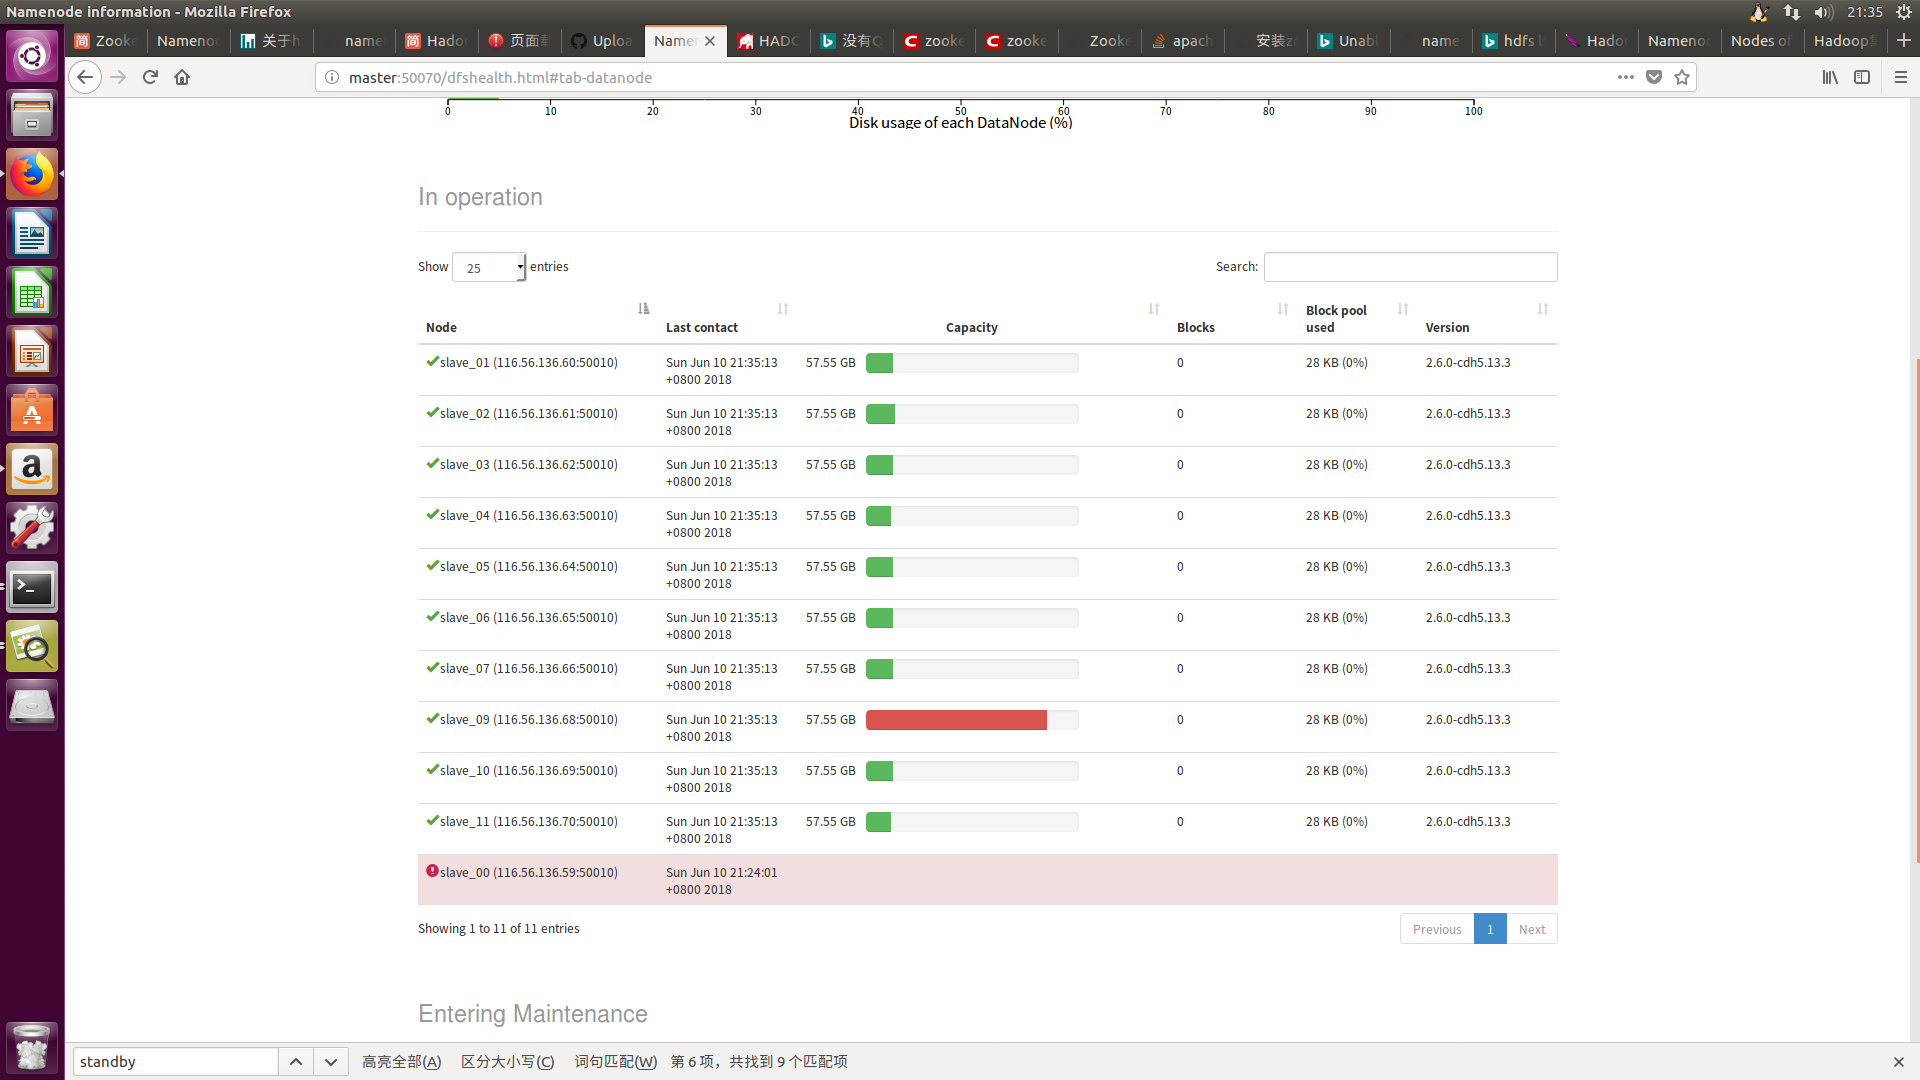 Namenode information - Mozilla Firefox
21:35
简 Zooke
Nameno
关于h
name
简 Hado
页面载
Uploa
Namen
HADO
没有Q
zooke
zooke
Zooke
apach
安装z
Unabl
name
hdfs
Hado
Nameno
Nodes of
Hadoop
master:50070/dfshealth.html#tab-datanode
0 10 20 30 40 50 60 70 80 90 100
Disk usage of each DataNode (%)
In operation
Show 25 entries
Search:
Node Last contact Capacity Blocks Block pool used Version
slave_01 (116.56.136.60:50010) Sun Jun 10 21:35:13 +0800 2018 57.55 GB 0 28 KB (0%) 2.6.0-cdh5.13.3
slave_02 (116.56.136.61:50010) Sun Jun 10 21:35:13 +0800 2018 57.55 GB 0 28 KB (0%) 2.6.0-cdh5.13.3
slave_03 (116.56.136.62:50010) Sun Jun 10 21:35:13 +0800 2018 57.55 GB 0 28 KB (0%) 2.6.0-cdh5.13.3
slave_04 (116.56.136.63:50010) Sun Jun 10 21:35:13 +0800 2018 57.55 GB 0 28 KB (0%) 2.6.0-cdh5.13.3
slave_05 (116.56.136.64:50010) Sun Jun 10 21:35:13 +0800 2018 57.55 GB 0 28 KB (0%) 2.6.0-cdh5.13.3
slave_06 (116.56.136.65:50010) Sun Jun 10 21:35:13 +0800 2018 57.55 GB 0 28 KB (0%) 2.6.0-cdh5.13.3
slave_07 (116.56.136.66:50010) Sun Jun 10 21:35:13 +0800 2018 57.55 GB 0 28 KB (0%) 2.6.0-cdh5.13.3
slave_09 (116.56.136.68:50010) Sun Jun 10 21:35:13 +0800 2018 57.55 GB 0 28 KB (0%) 2.6.0-cdh5.13.3
slave_10 (116.56.136.69:50010) Sun Jun 10 21:35:13 +0800 2018 57.55 GB 0 28 KB (0%) 2.6.0-cdh5.13.3
slave_11 (116.56.136.70:50010) Sun Jun 10 21:35:13 +0800 2018 57.55 GB 0 28 KB (0%) 2.6.0-cdh5.13.3
slave_00 (116.56.136.59:50010) Sun Jun 10 21:24:01 +0800 2018
Showing 1 to 11 of 11 entries
Previous 1 Next
Entering Maintenance
standby 高亮全部(A) 区分大小写(C) 词句匹配(W) 第 6 项，共找到 9 个匹配项